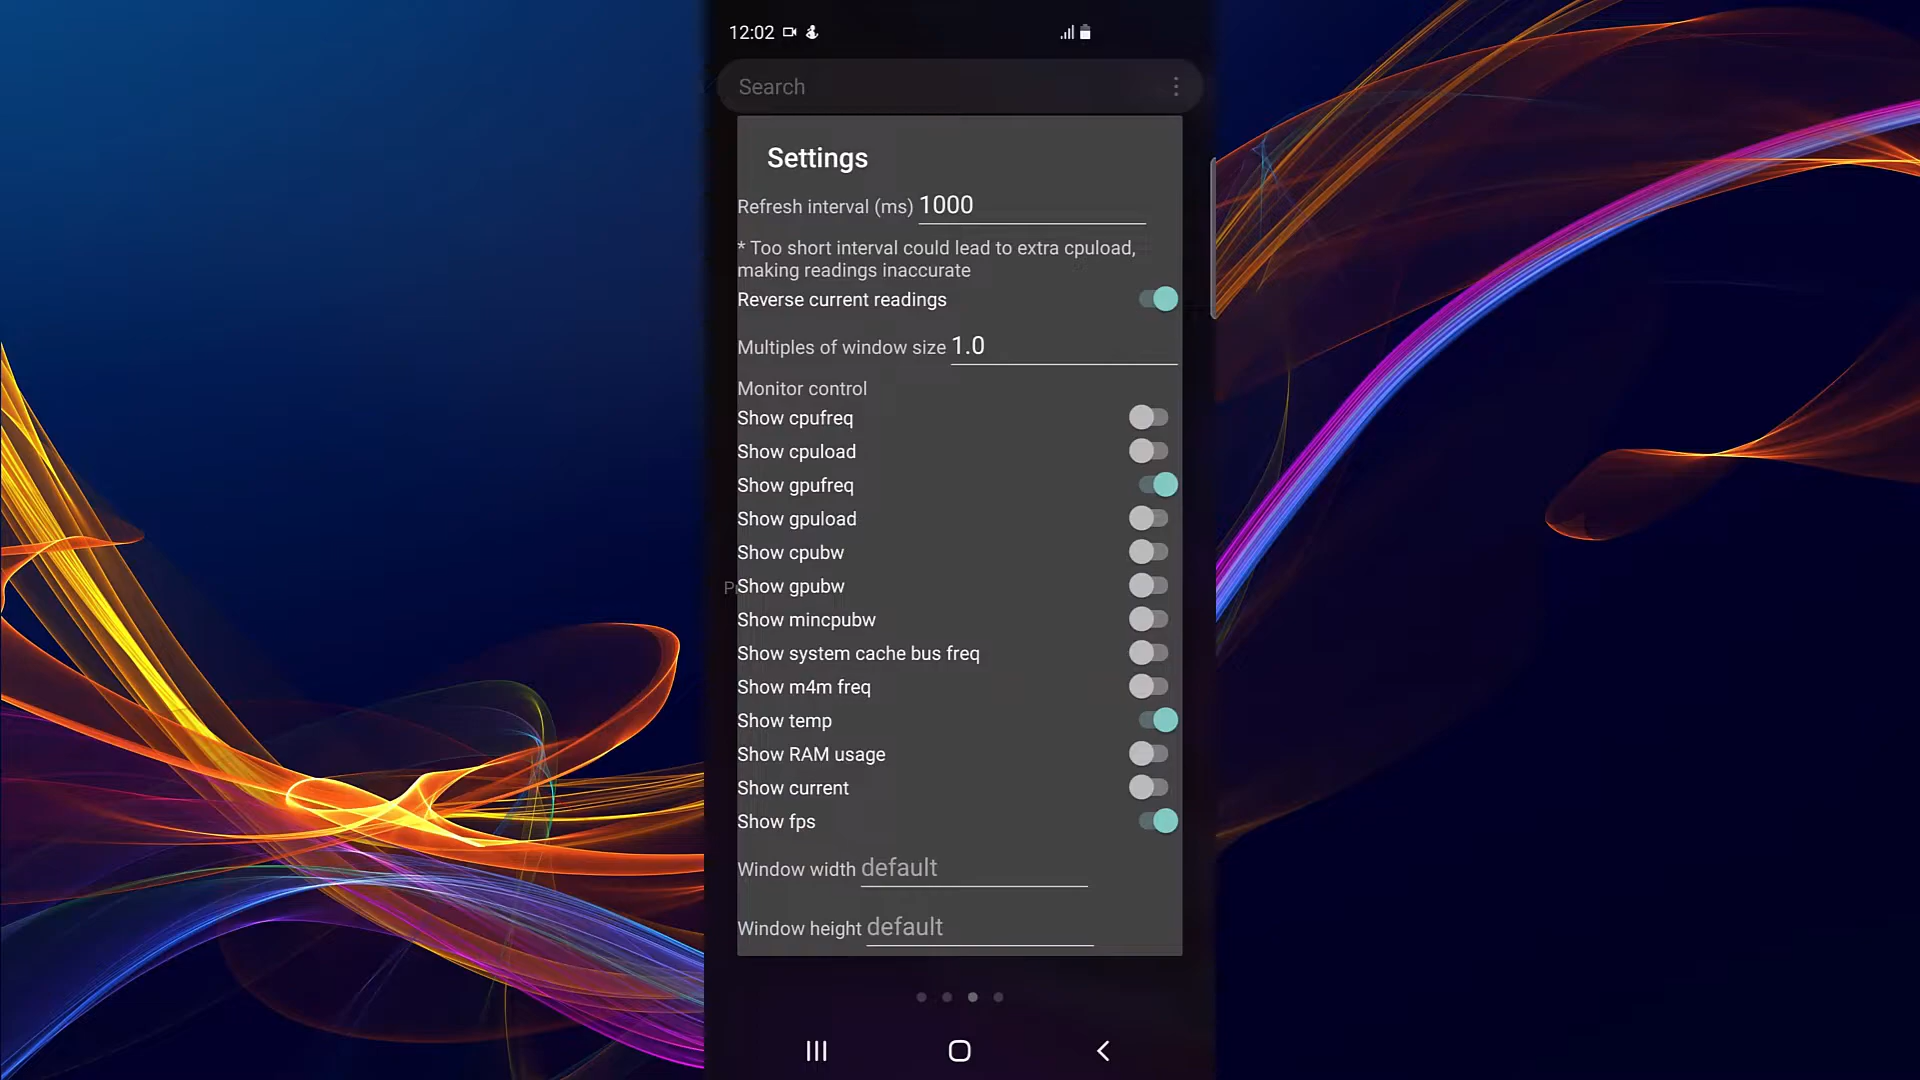 12:02
Search
Settings
Refresh interval (ms) 1000
* Too short interval could lead to extra cpuload,
making readings inaccurate
Reverse current readings
Multiples of window size 1.0
Monitor control
Show cpufreq
Show cpuload
Show gpufreq
Show gpuload
Show cpubw
Show gpubw
Show mincpubw
Show system cache bus freq
Show m4m freq
Show temp
Show RAM usage
Show current
Show fps
Window width default
Window height default